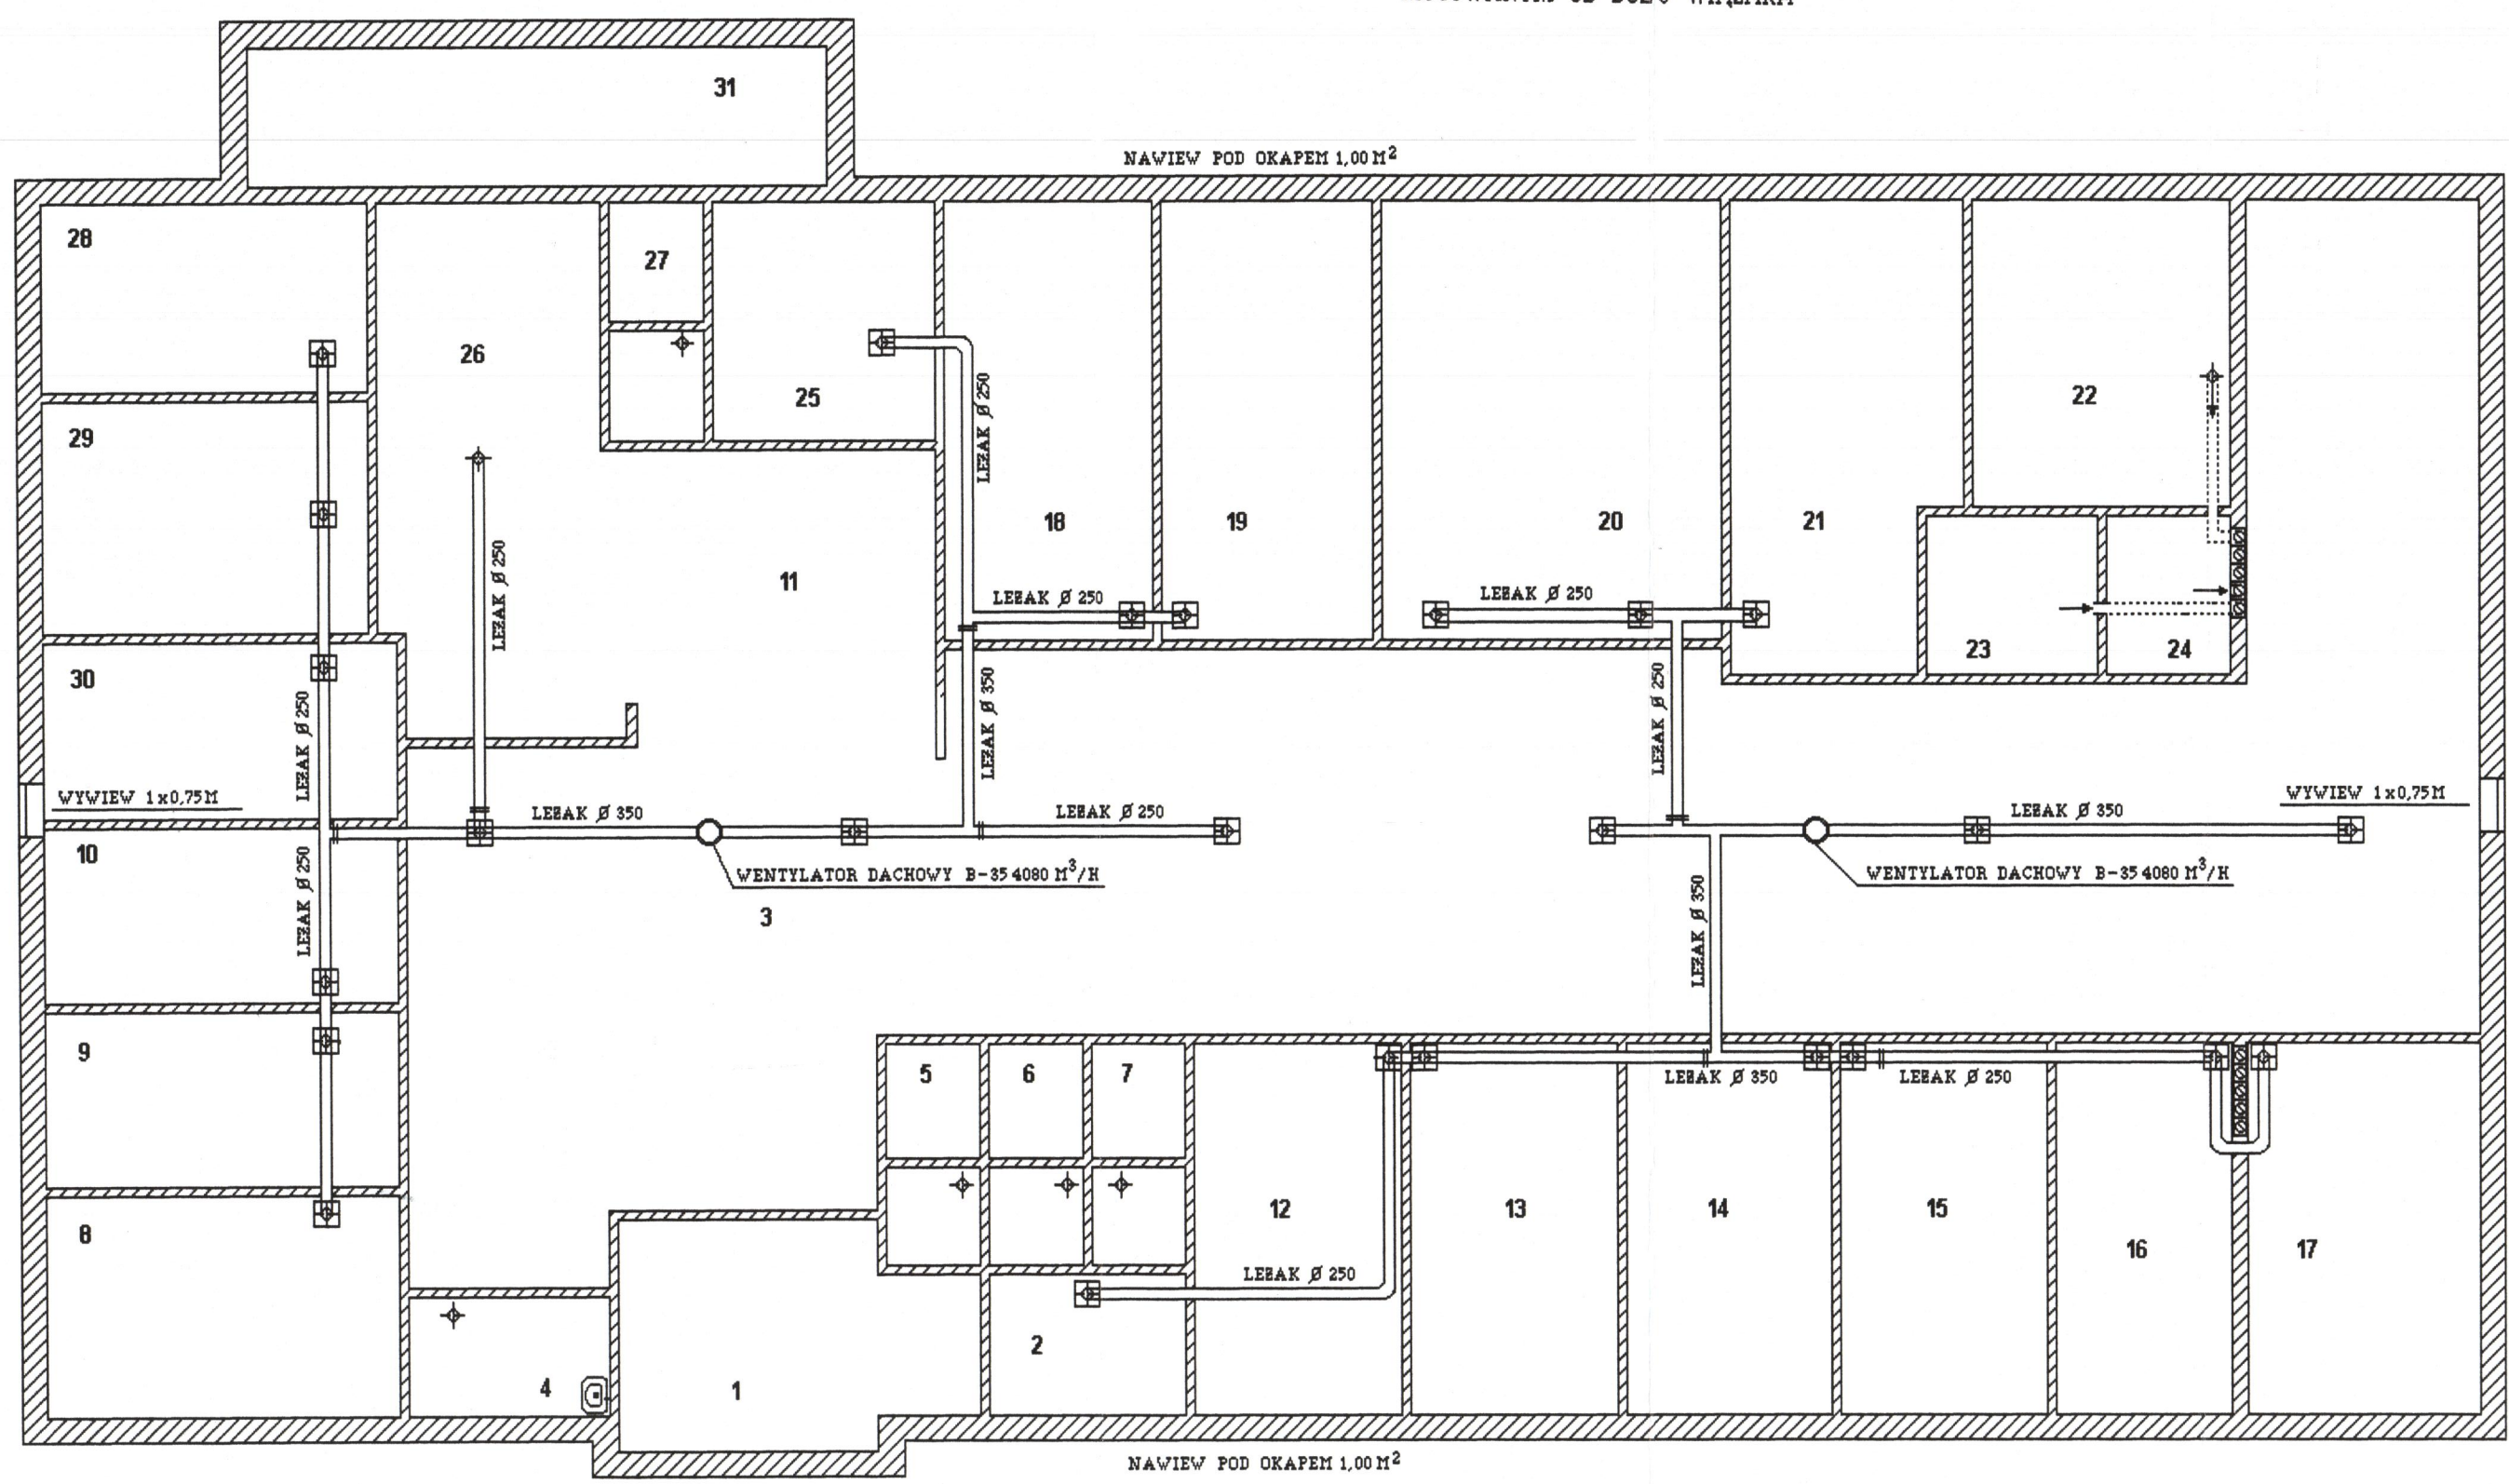 31
NAWIEW POD OKAPEM 1,00 M²
28
27
26
25
22
29
LEŻAK Ø 250
18
19
20
21
LEŻAK Ø 250
11
LEŻAK Ø 250
LEŻAK Ø 250
23
24
30
LEŻAK Ø 250
LEŻAK Ø 350
LEŻAK Ø 250
WYWIEW 1x0,75M
LEŻAK Ø 350
LEŻAK Ø 250
LEŻAK Ø 350
WYWIEW 1x0,75M
10
LEŻAK Ø 250
WENTYLATOR DACHOWY B-35 4080 M³/H
WENTYLATOR DACHOWY B-35 4080 M³/H
3
LEŻAK Ø 350
9
5
6
7
LEŻAK Ø 350
LEŻAK Ø 250
8
12
13
14
15
16
17
LEŻAK Ø 250
2
4
1
NAWIEW POD OKAPEM 1,00 M²